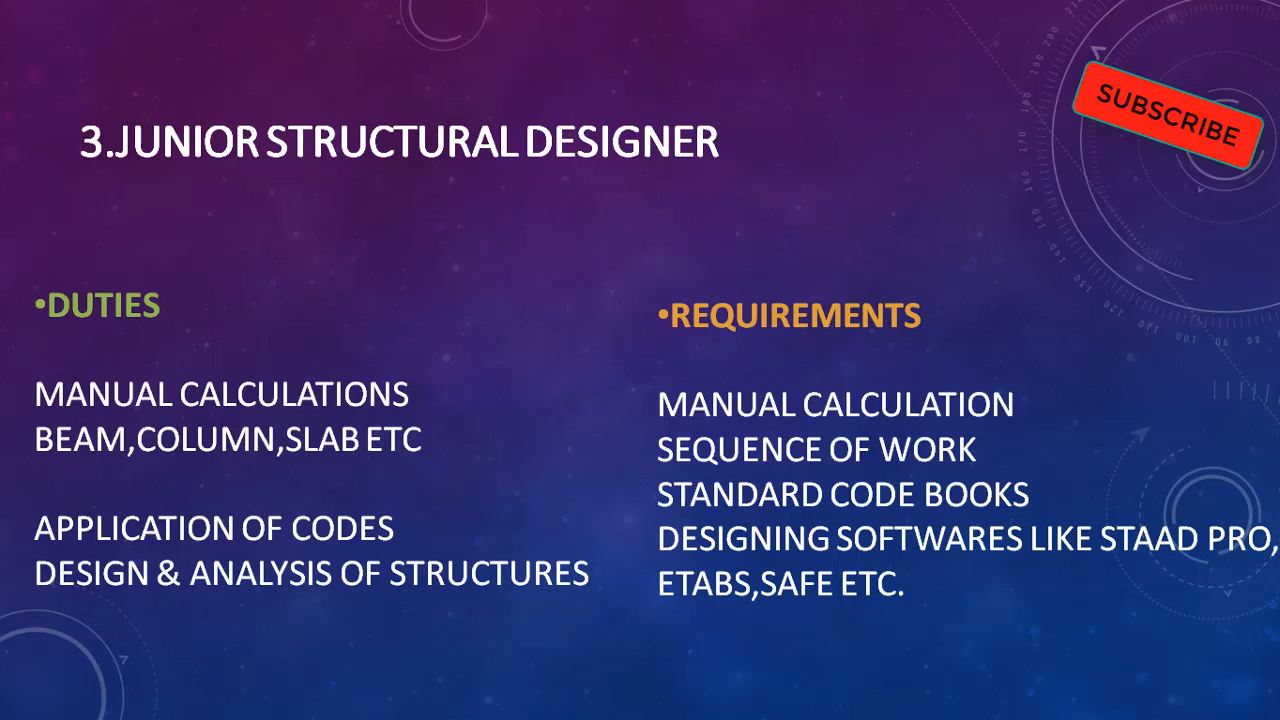 3.JUNIOR STRUCTURAL DESIGNER
SUBSCRIBE
•DUTIES
MANUAL CALCULATIONS
BEAM,COLUMN,SLAB ETC
APPLICATION OF CODES
DESIGN & ANALYSIS OF STRUCTURES
•REQUIREMENTS
MANUAL CALCULATION
SEQUENCE OF WORK
STANDARD CODE BOOKS
DESIGNING SOFTWARES LIKE STAAD PRO,
ETABS,SAFE ETC.